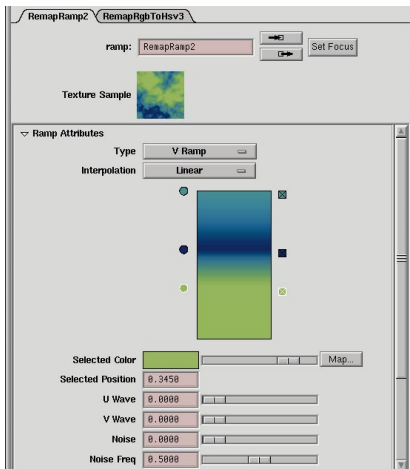 RemapRamp2 RemapRgbToHsv3
ramp: RemapRamp2 Set Focus
Texture Sample
Ramp Attributes
Type V Ramp
Interpolation Linear
Selected Color Map...
Selected Position 0.3450
U Wave 0.0000
V Wave 0.0000
Noise 0.0000
Noise Freq 0.5000